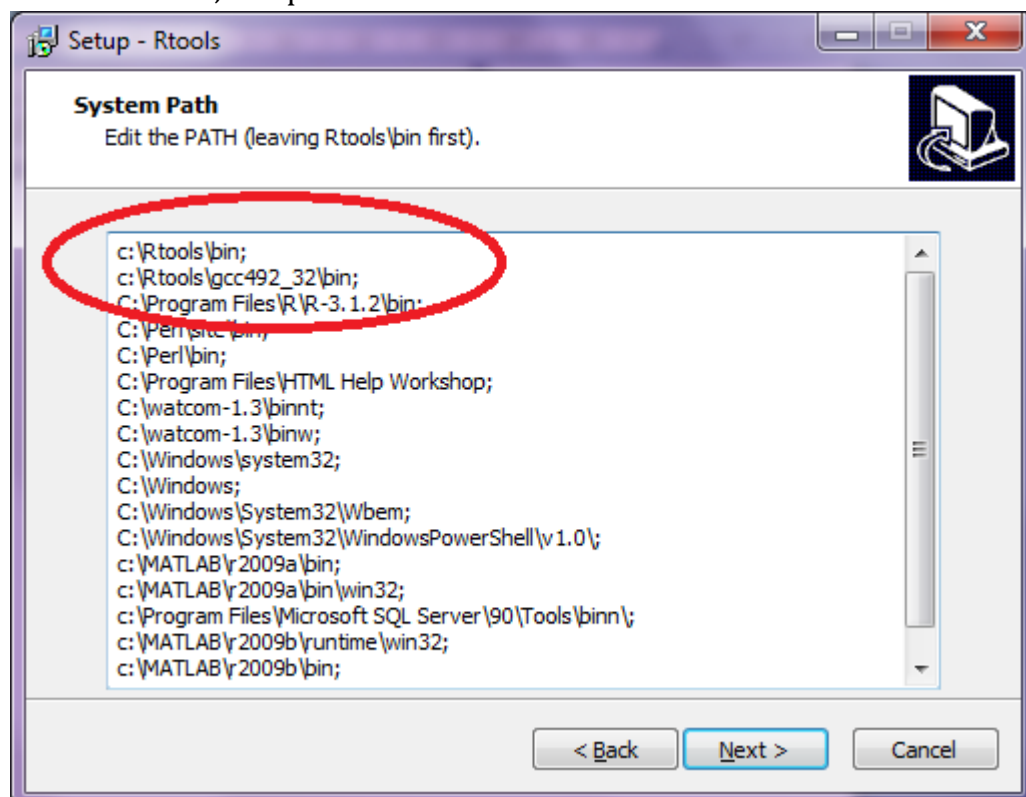 Setup - Rtools
System Path
Edit the PATH (leaving Rtools\bin first).
c:\Rtools\bin;
c:\Rtools\gcc492_32\bin;
C:\Program Files\R\R-3.1.2\bin;
C:\Perl\site\bin;
C:\Perl\bin;
C:\Program Files\HTML Help Workshop;
C:\watcom-1.3\binnt;
C:\watcom-1.3\binw;
C:\Windows\system32;
C:\Windows;
C:\Windows\System32\Wbem;
C:\Windows\System32\WindowsPowerShell\v1.0\;
c:\MATLAB\r2009a\bin;
c:\MATLAB\r2009a\bin\win32;
c:\Program Files\Microsoft SQL Server\90\Tools\binn\;
c:\MATLAB\r2009b\runtime\win32;
c:\MATLAB\r2009b\bin;
< Back Next > Cancel